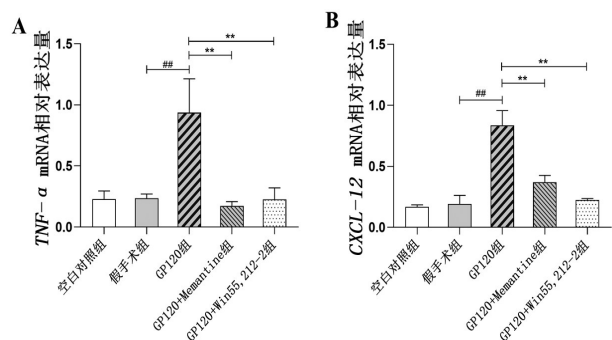 A
TNF-α mRNA相对表达量
1.5
1.0
0.5
0.0
##
**
**
空白对照组
假手术组
GP120组
GP120+Memantine组
GP120+Win55,212-2组
B
CXCL-12 mRNA相对表达量
1.5
1.0
0.5
0.0
##
**
**
空白对照组
假手术组
GP120组
GP120+Memantine组
GP120+Win55,212-2组